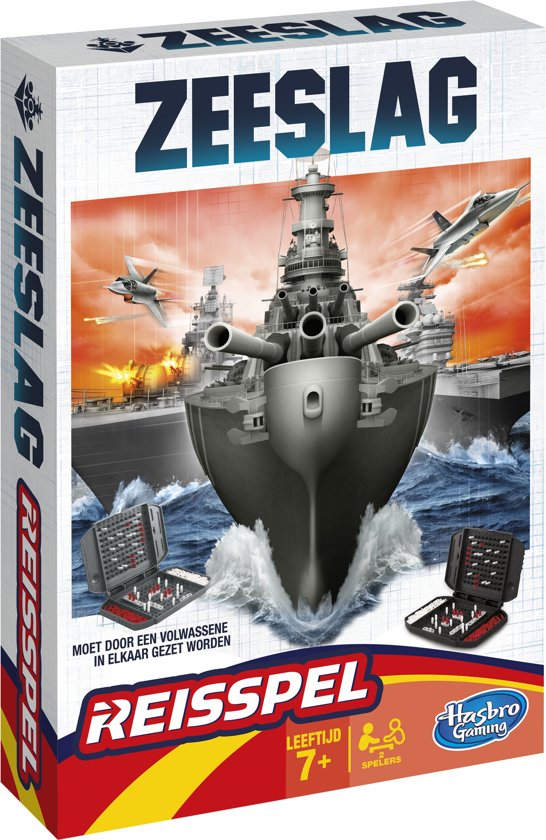 ZEESLAG
ZEESLAG
ZEESLAG
MOET DOOR EEN VOLWASSENE
IN ELKAAR GEZET WORDEN
REISSPEL
REISSPEL
LEEFTIJD
7+
2
SPELERS
Hasbro
Gaming